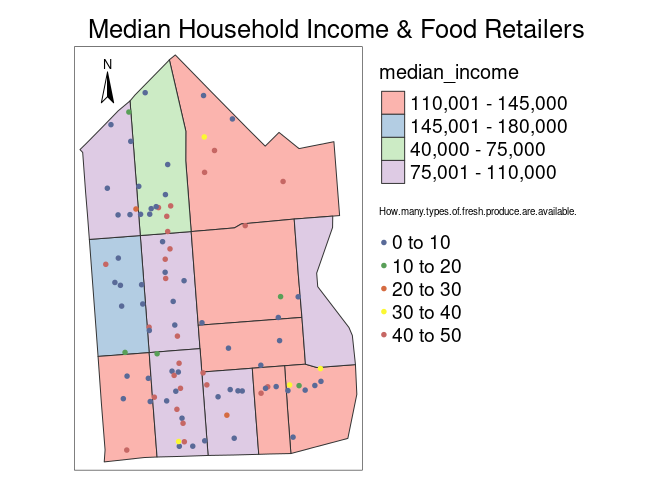 Median Household Income & Food Retailers
N
median_income
110,001 - 145,000
145,001 - 180,000
40,000 - 75,000
75,001 - 110,000
How.many.types.of.fresh.produce.are.available.
0 to 10
10 to 20
20 to 30
30 to 40
40 to 50